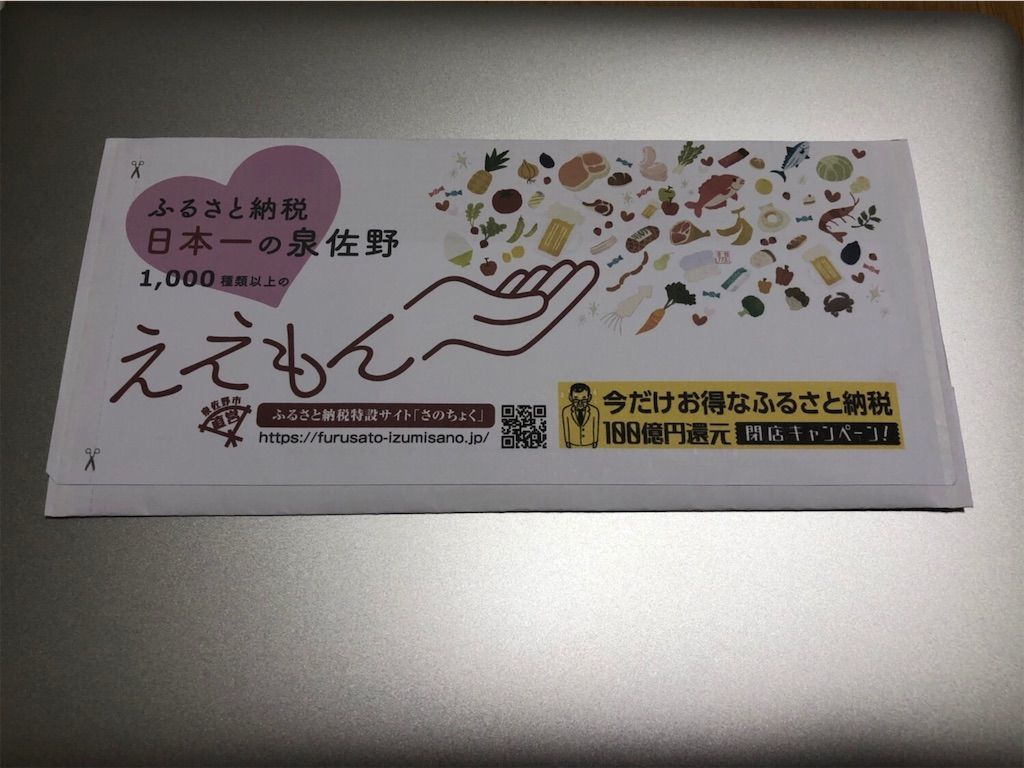 ふるさと納税
日本一の泉佐野
1,000種類以上の
ええもん
泉佐野市
直営
ふるさと納税特設サイト「さのちょく」
https://furusato-izumisano.jp/
今だけお得なふるさと納税
100億円還元 閉店キャンペーン!